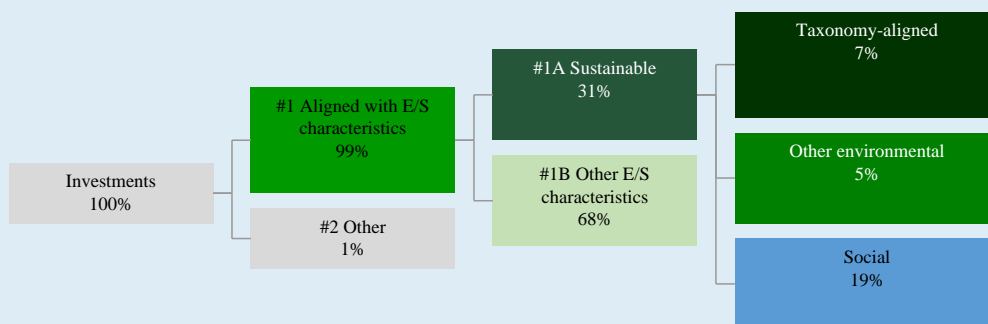 Investments
100%
#1 Aligned with E/S
characteristics
99%
#2 Other
1%
#1A Sustainable
31%
#1B Other E/S
characteristics
68%
Taxonomy-aligned
7%
Other environmental
5%
Social
19%